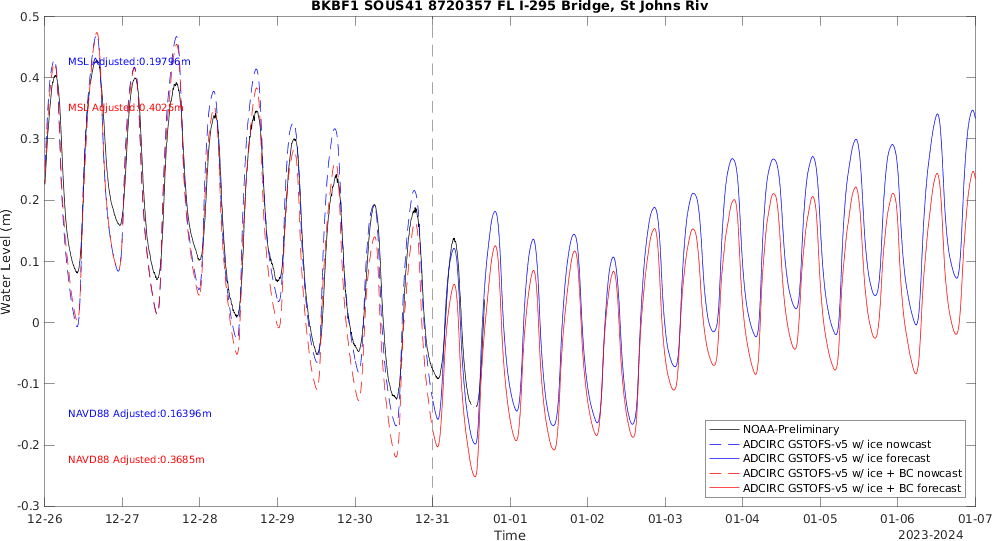 BKBF1 SOUS41 8720357 FL I-295 Bridge, St Johns Riv
0.5
0.4
0.3
0.2
0.1
0
-0.1
-0.2
-0.3
Water Level (m)
MSL Adjusted:0.19796m
MSL Adjusted:0.4025m
NAVD88 Adjusted:0.16396m
NAVD88 Adjusted:0.3685m
NOAA-Preliminary
ADCIRC GSTOFS-v5 w/ ice nowcast
ADCIRC GSTOFS-v5 w/ ice forecast
ADCIRC GSTOFS-v5 w/ ice + BC nowcast
ADCIRC GSTOFS-v5 w/ ice + BC forecast
12-26 12-27 12-28 12-29 12-30 12-31 01-01 01-02 01-03 01-04 01-05 01-06 01-07
Time
2023-2024